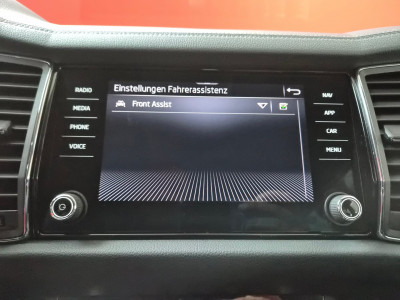 Einstellungen Fahrerassistenz
Front Assist
RADIO
MEDIA
PHONE
VOICE
NAV
APP
CAR
MENU